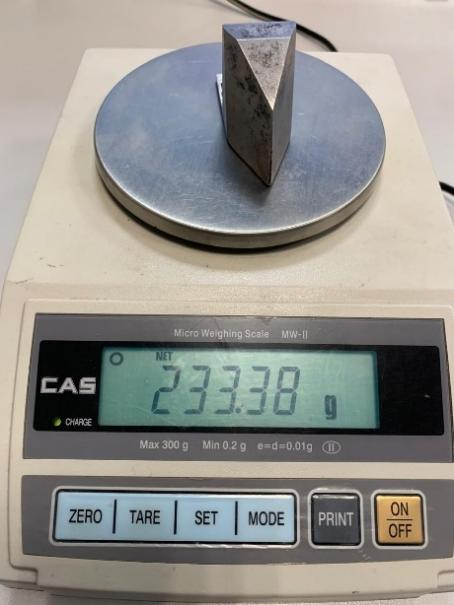 Micro Weighing Scale MW-II
NET
233.38 g
CAS
CHARGE
Max 300 g Min 0.2 g e=d=0.01g II
ZERO TARE SET MODE PRINT ON
OFF